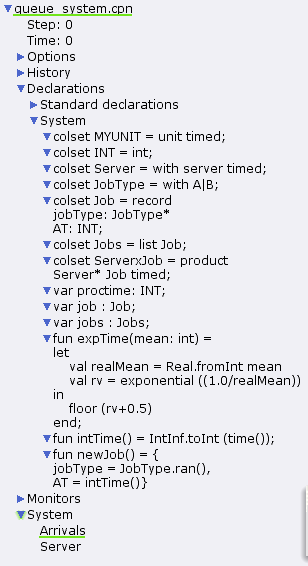 queue_system.cpn
Step: 0
Time: 0
Options
History
Declarations
Standard declarations
System
colset MYUNIT = unit timed;
colset INT = int;
colset Server = with server timed;
colset JobType = with A|B;
colset Job = record
jobType: JobType*
AT: INT;
colset Jobs = list Job;
colset ServerxJob = product
Server* Job timed;
var proctime: INT;
var job : Job;
var jobs : Jobs;
fun expTime(mean: int) =
let
val realMean = Real.fromInt mean
val rv = exponential ((1.0/realMean))
in
floor (rv+0.5)
end;
fun intTime() = IntInf.toInt (time());
fun newJob() = {
jobType = JobType.ran(),
AT = intTime()}
Monitors
System
Arrivals
Server